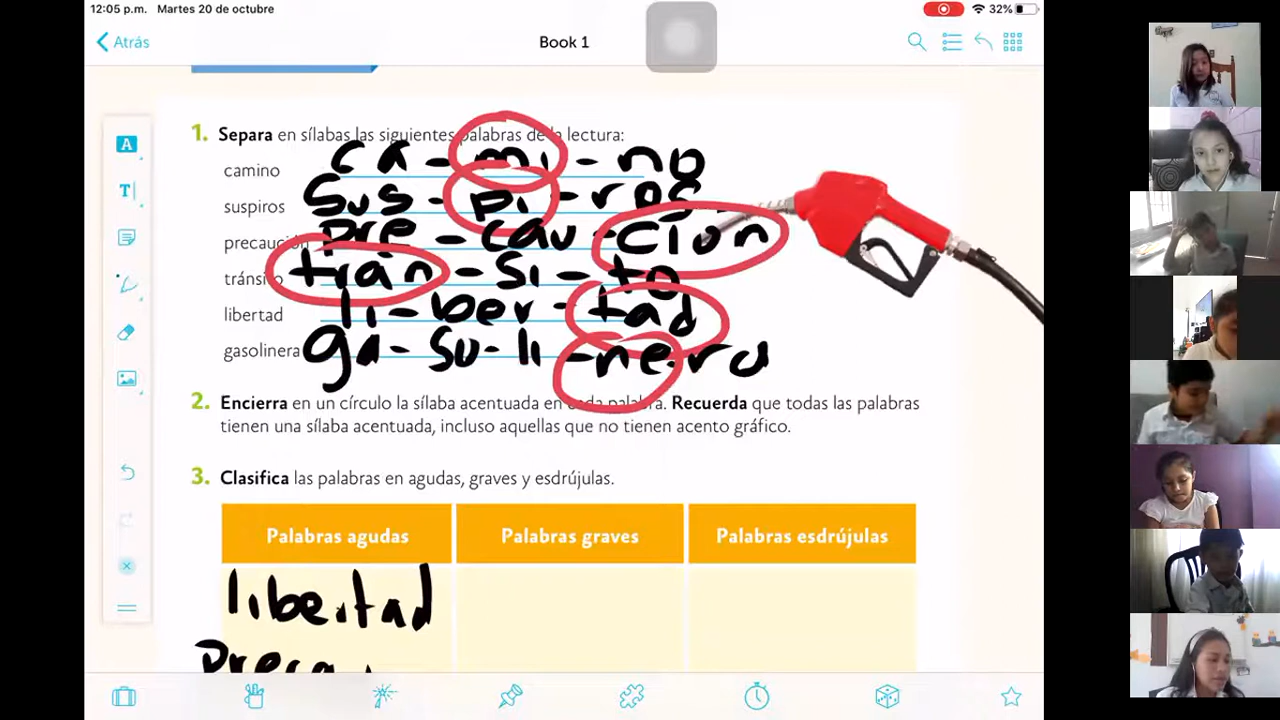 12:05 p.m. Martes 20 de octubre
32%
Atrás
Book 1
1. Separa en sílabas las siguientes palabras de la lectura:
camino ca - mi - no
suspiros Sus - pi - ros
precaución pre - cau - cion
tránsito trán - si - to
libertad li - ber - tad
gasolinera ga - su - li - nera
2. Encierra en un círculo la sílaba acentuada en cada palabra. Recuerda que todas las palabras
tienen una sílaba acentuada, incluso aquellas que no tienen acento gráfico.
3. Clasifica las palabras en agudas, graves y esdrújulas.
Palabras agudas Palabras graves Palabras esdrújulas
libertad